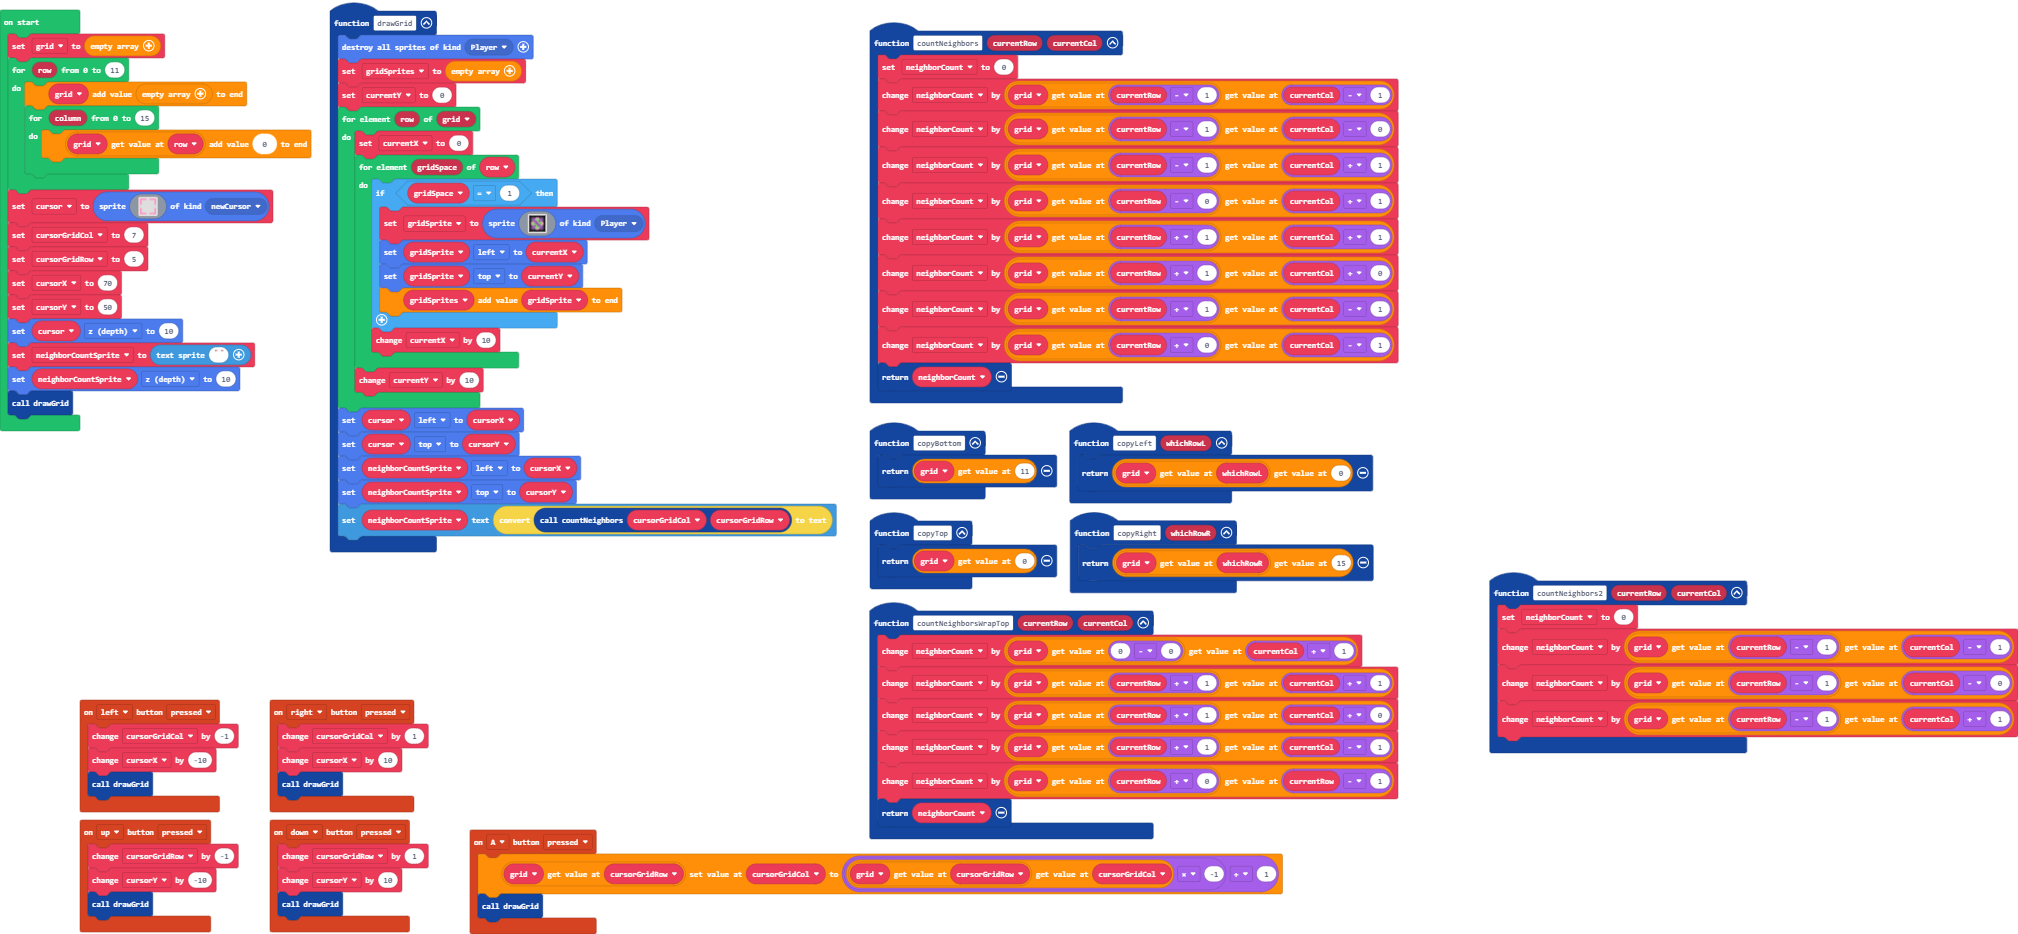 on start
set grid to empty array
for row from 0 to 11
do grid add value empty array to end
for column from 0 to 15
do grid get value at row add value 0 to end
set cursor to sprite of kind newCursor
set cursorGridCol to 7
set cursorGridRow to 5
set cursorX to 70
set cursorY to 50
set cursor z (depth) to 10
set neighborCountSprite to text sprite " "
set neighborCountSprite z (depth) to 10
call drawGrid
function drawGrid
destroy all sprites of kind Player
set gridSprites to empty array
set currentY to 0
for element row of grid
do set currentX to 0
for element gridSpace of row
do if gridSpace = 1 then
set gridSprite to sprite of kind Player
set gridSprite left to currentX
set gridSprite top to currentY
gridSprites add value gridSprite to end
change currentX by 10
change currentY by 10
set cursor left to cursorX
set cursor top to cursorY
set neighborCountSprite left to cursorX
set neighborCountSprite top to cursorY
set neighborCountSprite text convert call countNeighbors cursorGridCol cursorGridRow to text
function countNeighbors currentRow currentCol
set neighborCount to 0
change neighborCount by grid get value at currentRow - 1 get value at currentCol - 1
change neighborCount by grid get value at currentRow - 1 get value at currentCol - 0
change neighborCount by grid get value at currentRow - 1 get value at currentCol + 1
change neighborCount by grid get value at currentRow - 0 get value at currentCol + 1
change neighborCount by grid get value at currentRow + 1 get value at currentCol + 1
change neighborCount by grid get value at currentRow + 1 get value at currentCol + 0
change neighborCount by grid get value at currentRow + 1 get value at currentCol - 1
change neighborCount by grid get value at currentRow + 0 get value at currentCol - 1
return neighborCount
function copyBottom
return grid get value at 11
function copyLeft whichRowL
return grid get value at whichRowL get value at 0
function copyTop
return grid get value at 0
function copyRight whichRowR
return grid get value at whichRowR get value at 15
function countNeighborsWrapTop currentRow currentCol
change neighborCount by grid get value at 0 - 0 get value at currentCol + 1
change neighborCount by grid get value at currentRow + 1 get value at currentCol + 1
change neighborCount by grid get value at currentRow + 1 get value at currentCol + 0
change neighborCount by grid get value at currentRow + 1 get value at currentCol - 1
change neighborCount by grid get value at currentRow + 0 get value at currentRow - 1
return neighborCount
function countNeighbors2 currentRow currentCol
set neighborCount to 0
change neighborCount by grid get value at currentRow - 1 get value at currentCol - 1
change neighborCount by grid get value at currentRow - 1 get value at currentCol - 0
change neighborCount by grid get value at currentRow - 1 get value at currentCol + 1
on left button pressed
change cursorGridCol by -1
change cursorX by -10
call drawGrid
on right button pressed
change cursorGridCol by 1
change cursorX by 10
call drawGrid
on up button pressed
change cursorGridRow by -1
change cursorY by -10
call drawGrid
on down button pressed
change cursorGridRow by 1
change cursorY by 10
call drawGrid
on A button pressed
grid get value at cursorGridRow set value at cursorGridCol to grid get value at cursorGridRow get value at cursorGridCol × -1 + 1
call drawGrid